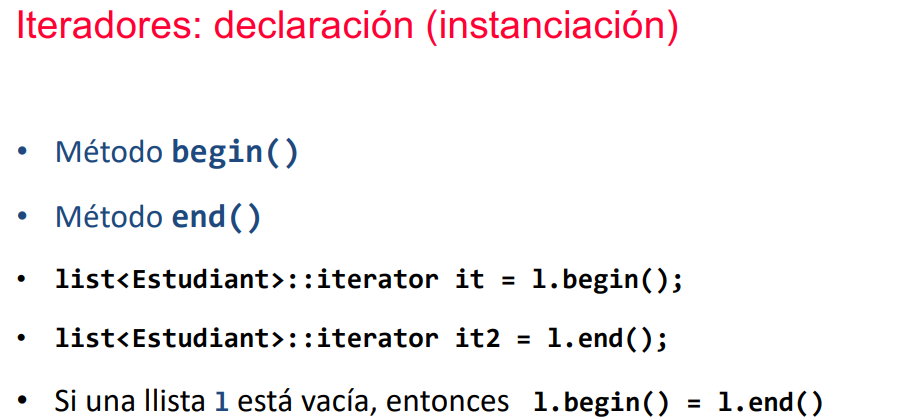 Iteradores: declaración (instanciación)
• Método begin()
• Método end()
• list<Estudiant>::iterator it = l.begin();
• list<Estudiant>::iterator it2 = l.end();
• Si una llista l está vacía, entonces l.begin() = l.end()